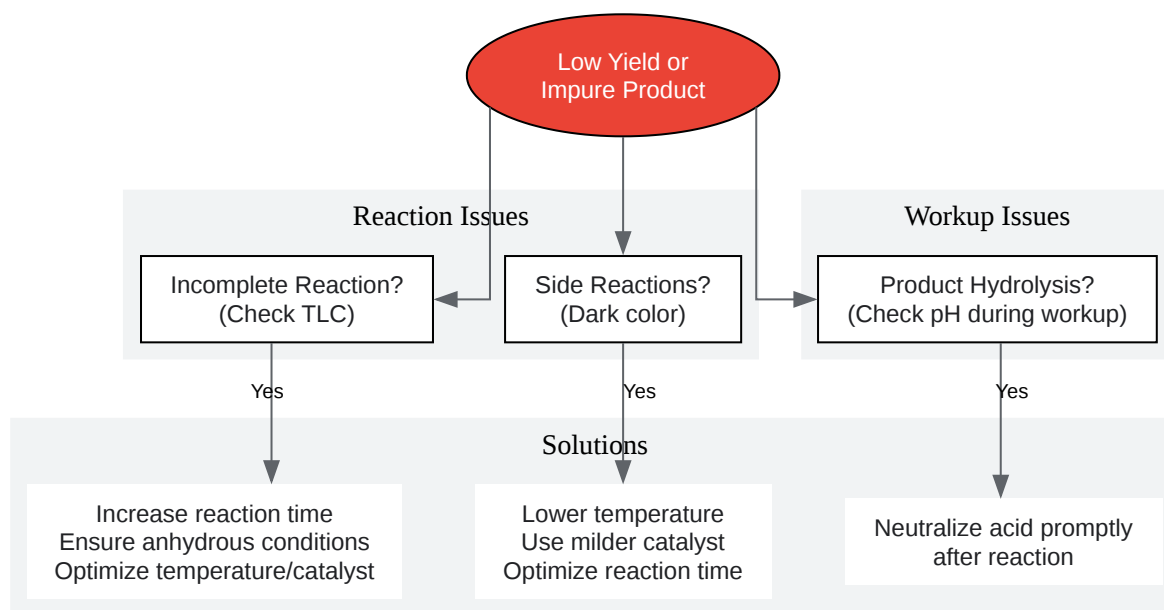 Low Yield or
Impure Product
Reaction Issues
Workup Issues
Incomplete Reaction?
(Check TLC)
Side Reactions?
(Dark color)
Product Hydrolysis?
(Check pH during workup)
Yes
Yes
Yes
Solutions
Increase reaction time
Ensure anhydrous conditions
Optimize temperature/catalyst
Lower temperature
Use milder catalyst
Optimize reaction time
Neutralize acid promptly
after reaction